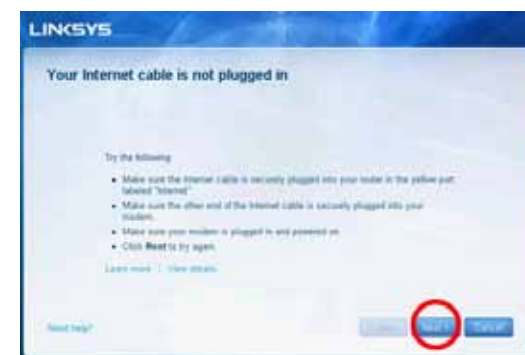 LINKSYS
Your Internet cable is not plugged in
Try the following:
• Make sure the Internet cable is securely plugged into your router in the yellow port
labeled "Internet"
• Make sure the other end of the Internet cable is securely plugged into your
modem.
• Make sure your modem is plugged in and powered on
• Click Next to try again.
Learn more | View details
Need help?
Next
Cancel